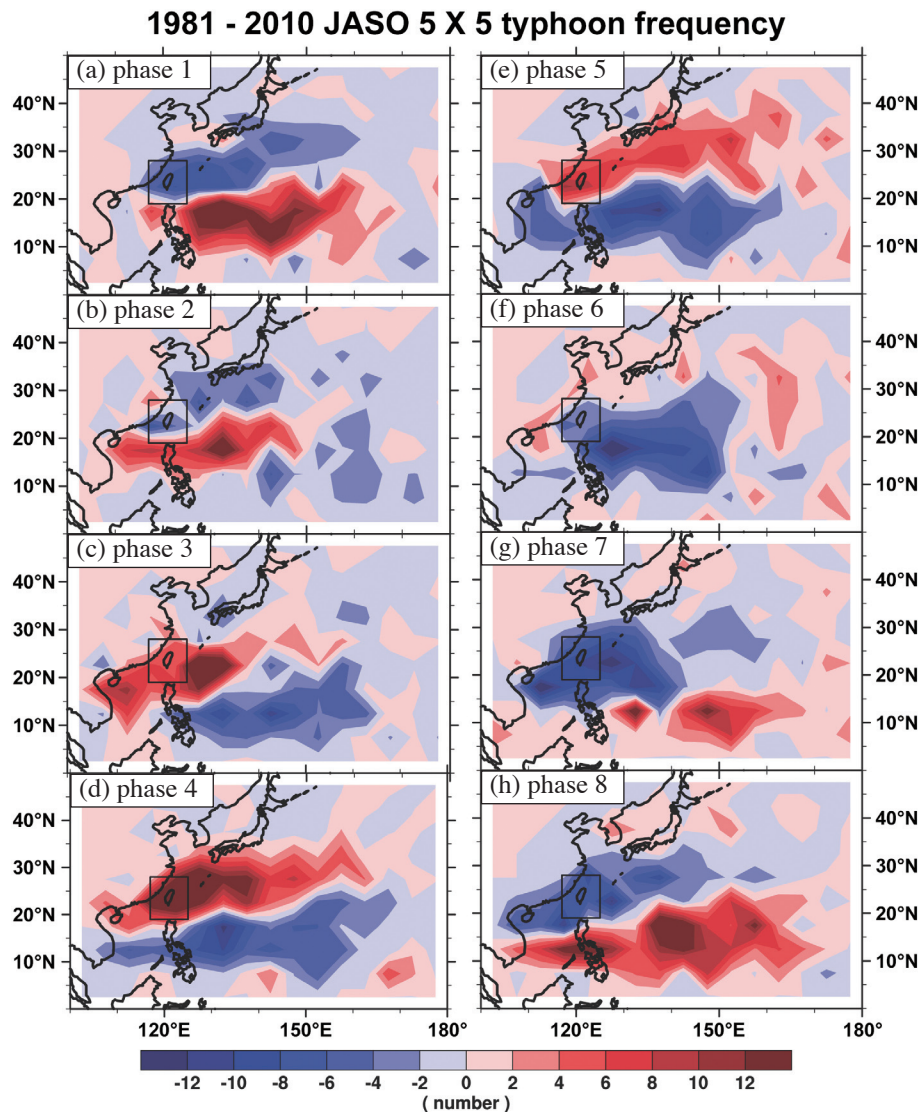 1981 - 2010 JASO 5 X 5 typhoon frequency
(a) phase 1
(e) phase 5
40°N
30°N
20°N
10°N
40°N
30°N
20°N
10°N
(b) phase 2
(f) phase 6
40°N
30°N
20°N
10°N
40°N
30°N
20°N
10°N
(c) phase 3
(g) phase 7
40°N
30°N
20°N
10°N
40°N
30°N
20°N
10°N
(d) phase 4
(h) phase 8
40°N
30°N
20°N
10°N
40°N
30°N
20°N
10°N
120°E 150°E 180° 120°E 150°E 180°
-12 -10 -8 -6 -4 -2 0 2 4 6 8 10 12
( number )